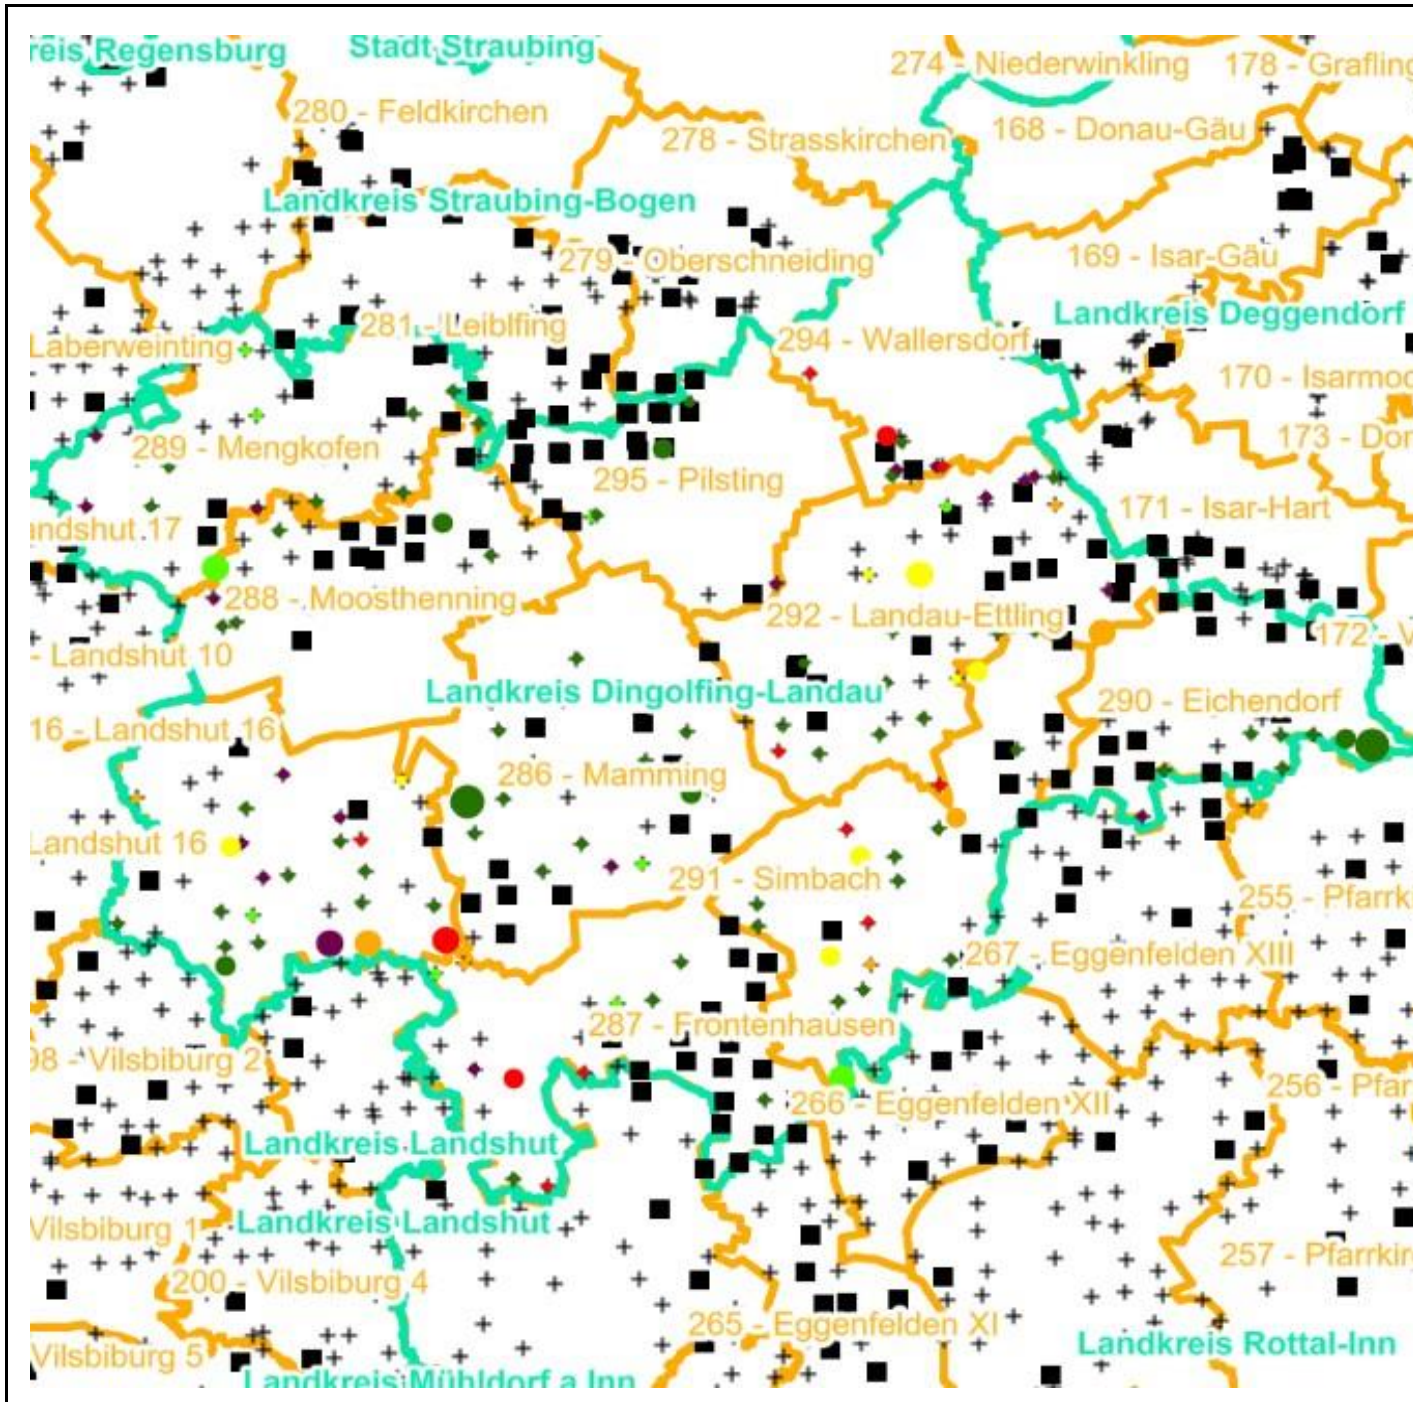 reis Regensburg
Stadt Straubing
274 - Niederwinkling
178 - Grafling
280 - Feldkirchen
278 - Strasskirchen
168 - Donau-Gäu
Landkreis Straubing-Bogen
279 - Oberschneiding
169 - Isar-Gäu
Landkreis Deggendorf
281 - Leiblfing
Laberweinting
294 - Wallersdorf
170 - Isarmoo
289 - Mengkofen
173 - Don
295 - Pilsting
171 - Isar-Hart
andshut 17
288 - Moosthenning
292 - Landau-Ettling
172 - V
- Landshut 10
Landkreis Dingolfing-Landau
290 - Eichendorf
16 - Landshut 16
286 - Mamming
Landshut 16
291 - Simbach
255 - Pfarrk
267 - Eggenfelden XIII
287 - Frontenhausen
98 - Vilsbiburg 2
256 - Pfar
266 - Eggenfelden XII
Landkreis Landshut
Vilsbiburg 1
Landkreis Landshut
257 - Pfarrkir
200 - Vilsbiburg 4
265 - Eggenfelden XI
Landkreis Rottal-Inn
Vilsbiburg 5
Landkreis Mühldorf a.Inn